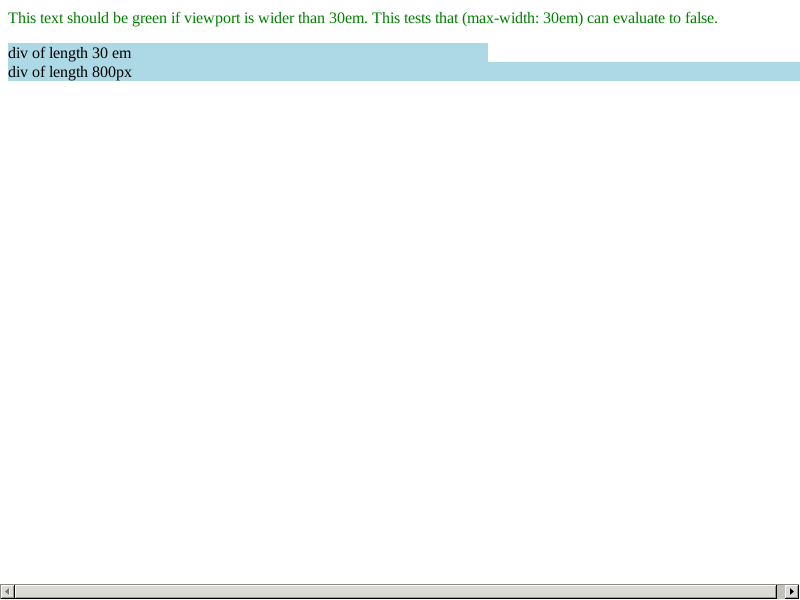 This text should be green if viewport is wider than 30em. This tests that (max-width: 30em) can evaluate to false.
div of length 30 em
div of length 800px